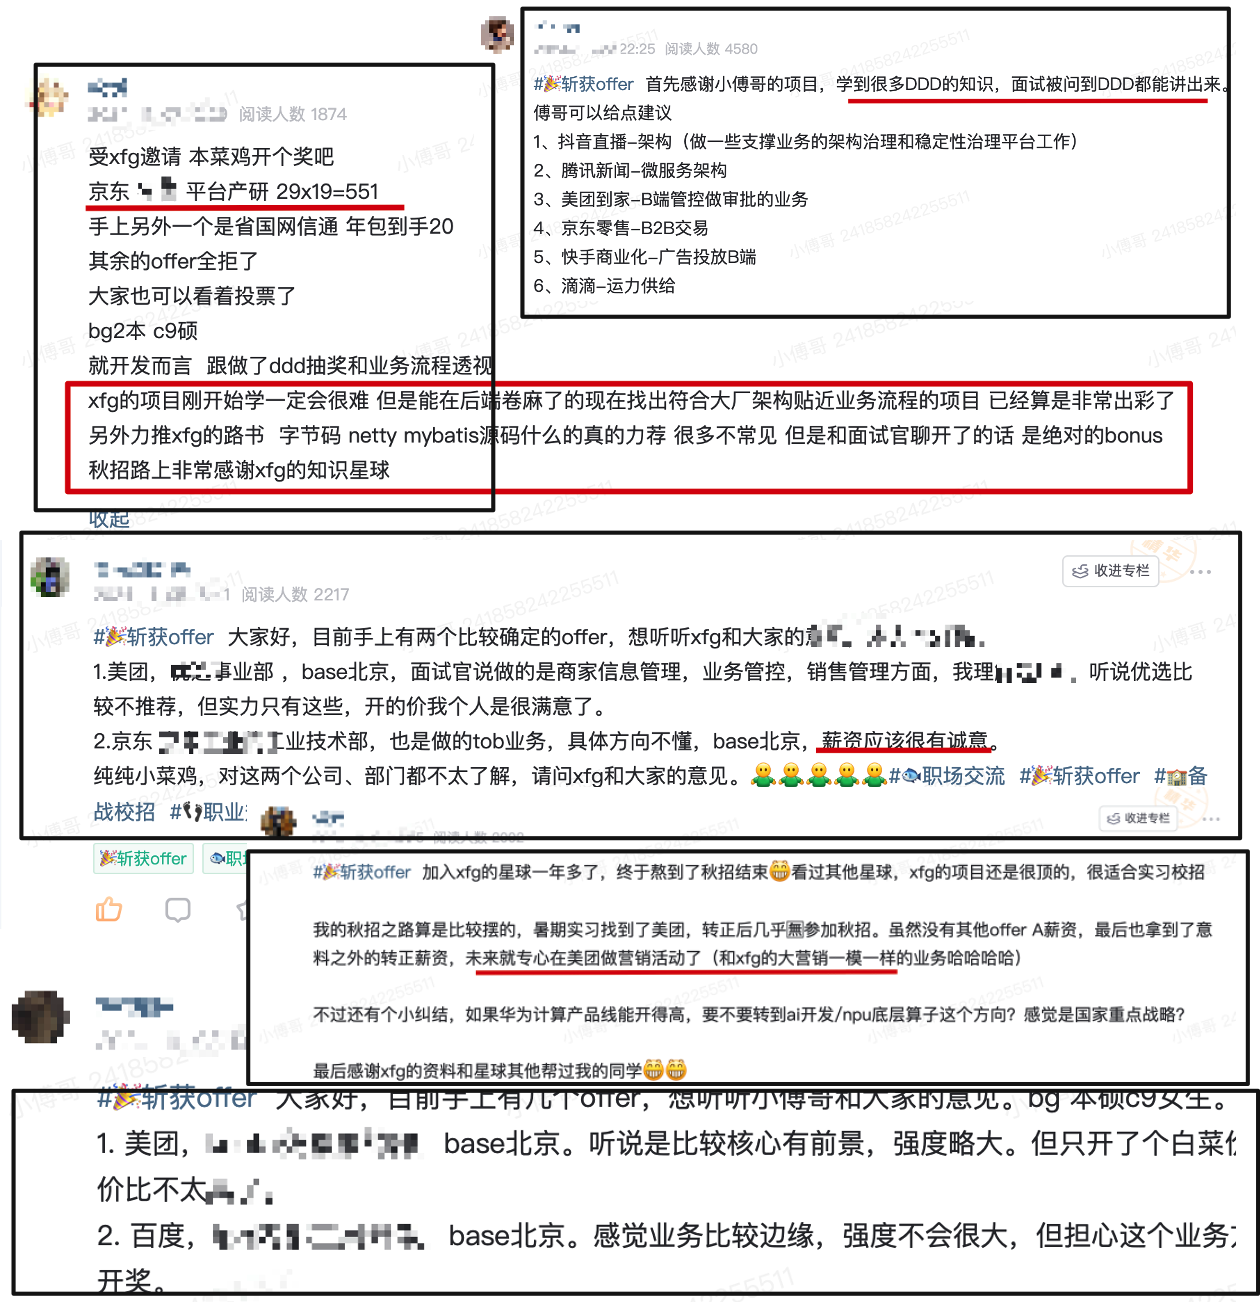 22:25 阅读人数 4580
#🎉斩获offer 首先感谢小傅哥的项目，学到很多DDD的知识，面试被问到DDD都能讲出来。
傅哥可以给点建议
1、抖音直播-架构（做一些支撑业务的架构治理和稳定性治理平台工作）
2、腾讯新闻-微服务架构
3、美团到家-B端管控做审批的业务
4、京东零售-B2B交易
5、快手商业化-广告投放B端
6、滴滴-运力供给
阅读人数 1874
受xfg邀请 本菜鸡开个奖吧
京东 平台产研 29x19=551
手上另外一个是省国网信通 年包到手20
其余的offer全拒了
大家也可以看着投票了
bg2本 c9硕
就开发而言 跟做了ddd抽奖和业务流程透视
xfg的项目刚开始学一定会很难 但是能在后端卷麻了的现在找出符合大厂架构贴近业务流程的项目 已经算是非常出彩了
另外力推xfg的路书 字节码 netty mybatis源码什么的真的力荐 很多不常见 但是和面试官聊开了的话 是绝对的bonus
秋招路上非常感谢xfg的知识星球
收起
阅读人数 2217
收进专栏
#🎉斩获offer 大家好，目前手上有两个比较确定的offer，想听听xfg和大家的
1.美团， 事业部 ，base北京，面试官说做的是商家信息管理，业务管控，销售管理方面，我理 。听说优选比
较不推荐，但实力只有这些，开的价我个人是很满意了。
2.京东 工业技术部，也是做的tob业务，具体方向不懂，base北京，薪资应该很有诚意。
纯纯小菜鸡，对这两个公司、部门都不太了解，请问xfg和大家的意见。#🐟职场交流 #🎉斩获offer #🏫备
战校招 #👣职业
收进专栏
🎉斩获offer 🐟职
#🎉斩获offer 加入xfg的星球一年多了，终于熬到了秋招结束😁看过其他星球，xfg的项目还是很顶的，很适合实习校招
我的秋招之路算是比较摆的，暑期实习找到了美团，转正后几乎🈚参加秋招。虽然没有其他offer A薪资，最后也拿到了意
料之外的转正薪资，未来就专心在美团做营销活动了（和xfg的大营销一模一样的业务哈哈哈哈）
不过还有个小纠结，如果华为计算产品线能开得高，要不要转到ai开发/npu底层算子这个方向？感觉是国家重点战略？
最后感谢xfg的资料和星球其他帮过我的同学😁😁
#🎉斩获offer 大家好，目前手上有几个offer，想听听小傅哥和大家的意见。bg 本硕c9女生。
1. 美团， base北京。听说是比较核心有前景，强度略大。但只开了个白菜
价比不太
2. 百度， base北京。感觉业务比较边缘，强度不会很大，但担心这个业务
开奖。